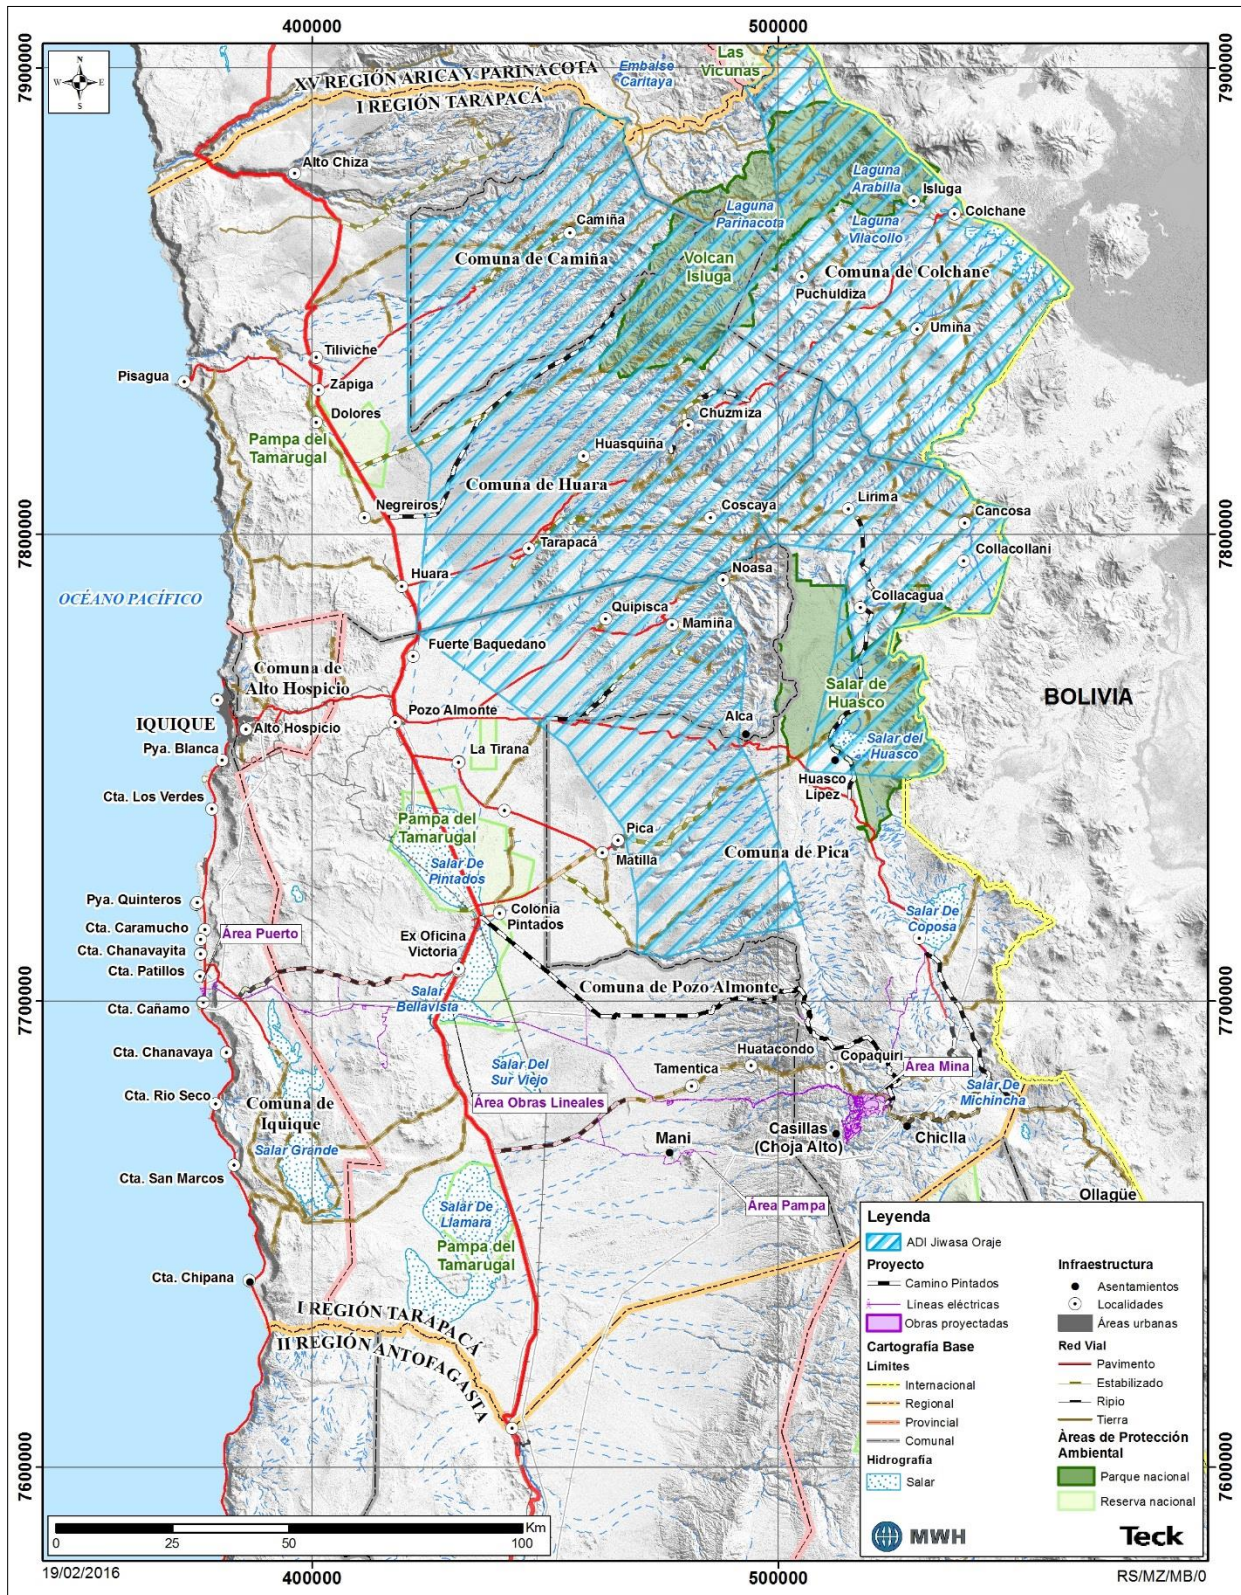 400000
500000
7900000
7900000
N
W
E
S
XV REGIÓN ARICA Y PARINACOTA
I REGIÓN TARAPACÁ
Embalse
Caritaya
Las
Vicunas
Alto Chiza
Laguna
Arabilla
Isluga
Colchane
Laguna
Parinacota
Laguna
Vilacollo
Camiña
Comuna de Camiña
Volcan
Isluga
Comuna de Colchane
Puchuldiza
Umiña
Tiliviche
Pisagua
Zapiga
Dolores
Pampa del
Tamarugal
Chuzmiza
Huasquiña
Comuna de Huara
Negreiros
Coscaya
Lirima
Cancosa
7800000
7800000
Tarapacá
Collacollani
Huara
Noasa
OCÉANO PACÍFICO
Quipisca
Collacagua
Mamiña
Fuerte Baquedano
Comuna de
Alto Hospicio
Salar de
Huasco
BOLIVIA
IQUIQUE
Alto Hospicio
Pozo Almonte
Alca
Salar del
Huasco
Pya. Blanca
La Tirana
Huasco
Lipez
Cta. Los Verdes
Pampa del
Tamarugal
Pica
Matilla
Comuna de Pica
Salar De
Pintados
Pya. Quinteros
Colonia
Pintados
Salar De
Coposa
Cta. Caramucho
Área Puerto
Ex Oficina
Victoria
Cta. Chanavayita
Cta. Patillos
Comuna de Pozo Almonte
Salar
Bellavista
7700000
7700000
Cta. Cañamo
Cta. Chanavaya
Huatacondo
Copaquiri
Salar Del
Sur Viejo
Tamentica
Área Mina
Cta. Rio Seco
Salar De
Michincha
Comuna de
Iquique
Área Obras Lineales
Casillas
(Choja Alto)
Chiclla
Mani
Salar Grande
Cta. San Marcos
Ollagüe
Salar De
Llamara
Área Pampa
Pampa del
Tamarugal
Cta. Chipana
I REGIÓN TARAPACÁ
II REGIÓN ANTOFAGASTA
Leyenda
ADI Jiwasa Oraje
Proyecto
Camino Pintados
Líneas eléctricas
Obras proyectadas
Cartografía Base
Límites
Internacional
Regional
Provincial
Comunal
Hidrografía
Salar
Infraestructura
Asentamientos
Localidades
Áreas urbanas
Red Vial
Pavimento
Estabilizado
Ripio
Tierra
Àreas de Protección
Ambiental
Parque nacional
Reserva nacional
MWH
Teck
7600000
7600000
Km
0
25
50
100
19/02/2016
400000
500000
RS/MZ/MB/0